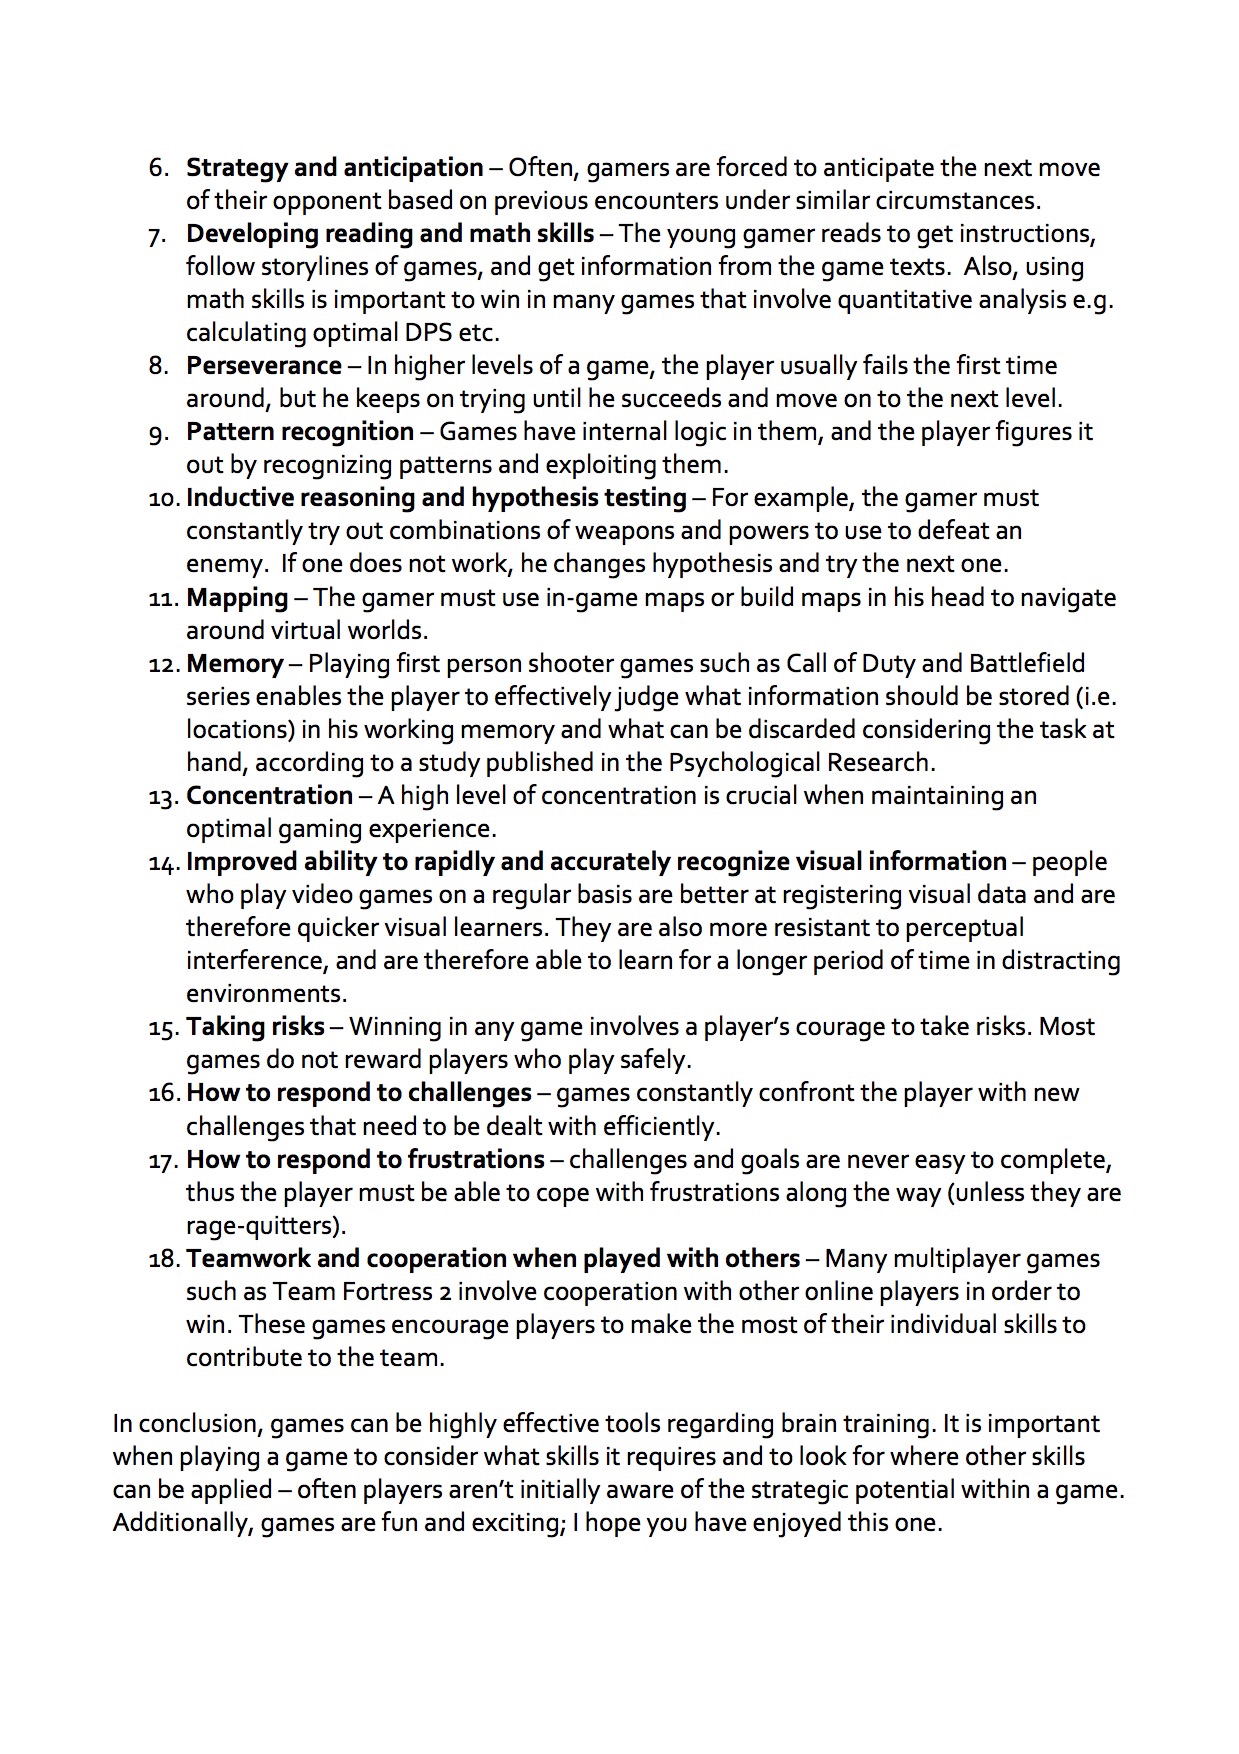 6. Strategy and anticipation – Often, gamers are forced to anticipate the next move
of their opponent based on previous encounters under similar circumstances.
7. Developing reading and math skills – The young gamer reads to get instructions,
follow storylines of games, and get information from the game texts.  Also, using
math skills is important to win in many games that involve quantitative analysis e.g.
calculating optimal DPS etc.
8. Perseverance – In higher levels of a game, the player usually fails the first time
around, but he keeps on trying until he succeeds and move on to the next level.
9. Pattern recognition – Games have internal logic in them, and the player figures it
out by recognizing patterns and exploiting them.
10. Inductive reasoning and hypothesis testing – For example, the gamer must
constantly try out combinations of weapons and powers to use to defeat an
enemy.  If one does not work, he changes hypothesis and try the next one.
11. Mapping – The gamer must use in-game maps or build maps in his head to navigate
around virtual worlds.
12. Memory – Playing first person shooter games such as Call of Duty and Battlefield
series enables the player to effectively judge what information should be stored (i.e.
locations) in his working memory and what can be discarded considering the task at
hand, according to a study published in the Psychological Research.
13. Concentration – A high level of concentration is crucial when maintaining an
optimal gaming experience.
14. Improved ability to rapidly and accurately recognize visual information – people
who play video games on a regular basis are better at registering visual data and are
therefore quicker visual learners. They are also more resistant to perceptual
interference, and are therefore able to learn for a longer period of time in distracting
environments.
15. Taking risks – Winning in any game involves a player’s courage to take risks. Most
games do not reward players who play safely.
16. How to respond to challenges – games constantly confront the player with new
challenges that need to be dealt with efficiently.
17. How to respond to frustrations – challenges and goals are never easy to complete,
thus the player must be able to cope with frustrations along the way (unless they are
rage-quitters).
18. Teamwork and cooperation when played with others – Many multiplayer games
such as Team Fortress 2 involve cooperation with other online players in order to
win. These games encourage players to make the most of their individual skills to
contribute to the team.
In conclusion, games can be highly effective tools regarding brain training. It is important
when playing a game to consider what skills it requires and to look for where other skills
can be applied – often players aren’t initially aware of the strategic potential within a game.
Additionally, games are fun and exciting; I hope you have enjoyed this one.